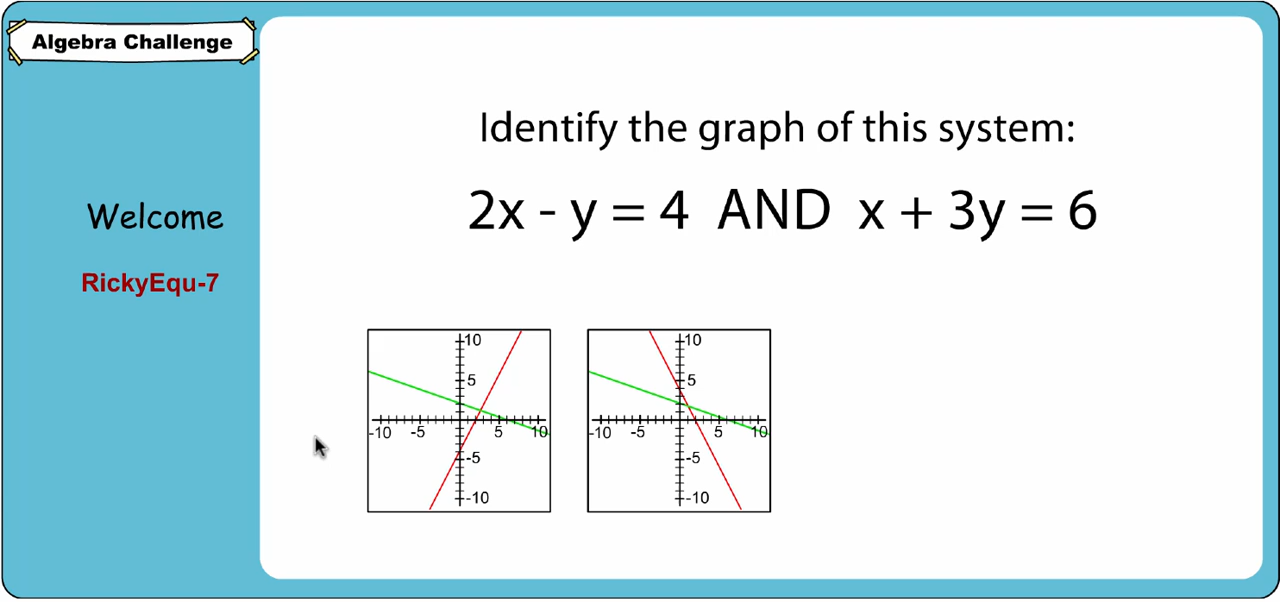 Algebra Challenge
Identify the graph of this system:
2x - y = 4 AND x + 3y = 6
Welcome
RickyEqu-7
10
5
-10 -5 5 10
-5
-10
10
5
-10 -5 5 10
-5
-10